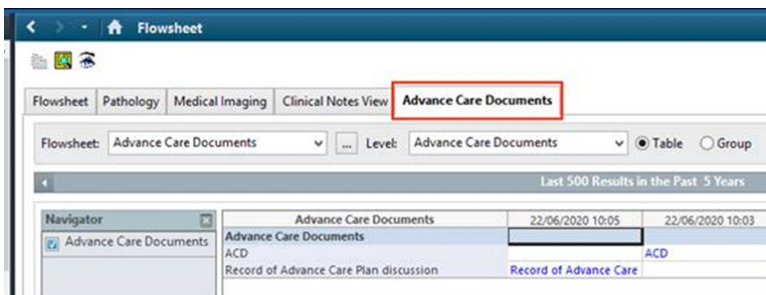 Flowsheet
Flowsheet Pathology Medical Imaging Clinical Notes View Advance Care Documents
Flowsheet: Advance Care Documents ... Level: Advance Care Documents Table Group
Last 500 Results in the Past 5 Years
Navigator Advance Care Documents 22/06/2020 10:05 22/06/2020 10:03
Advance Care Documents Advance Care Documents
ACD ACD
Record of Advance Care Plan discussion Record of Advance Care